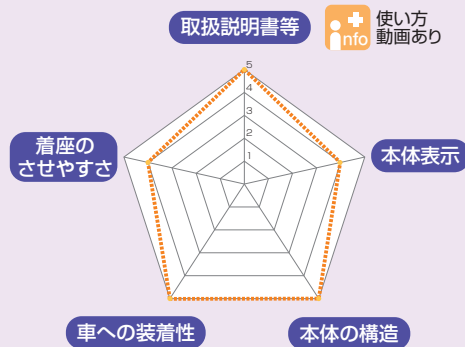 取扱説明書等
info
使い方
動画あり
5
4
3
2
1
着座の
させやすさ
本体表示
車への装着性
本体の構造